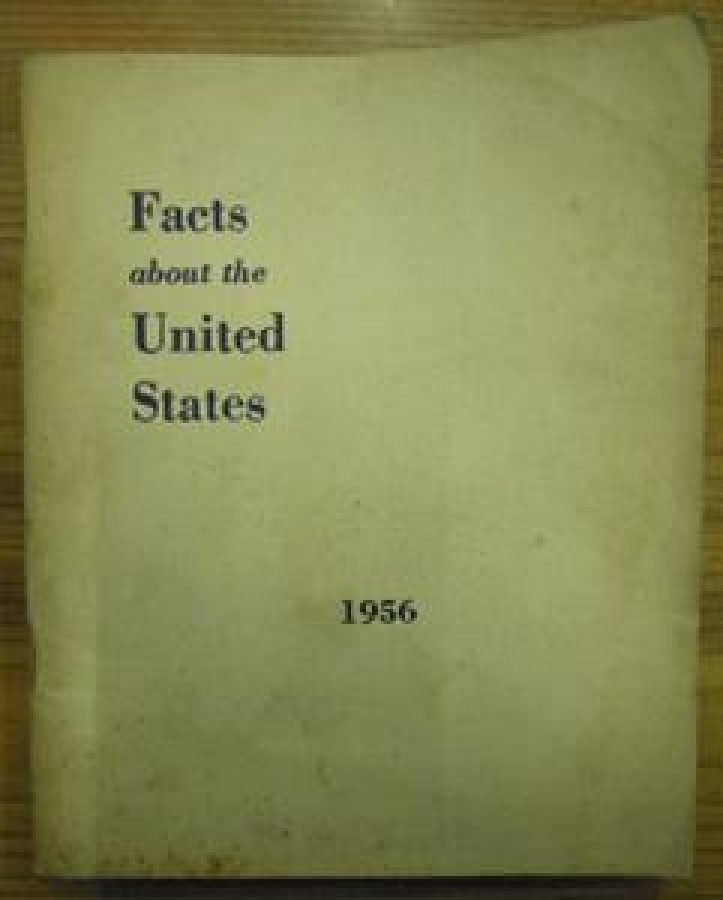 Facts
about the
United
States
1956